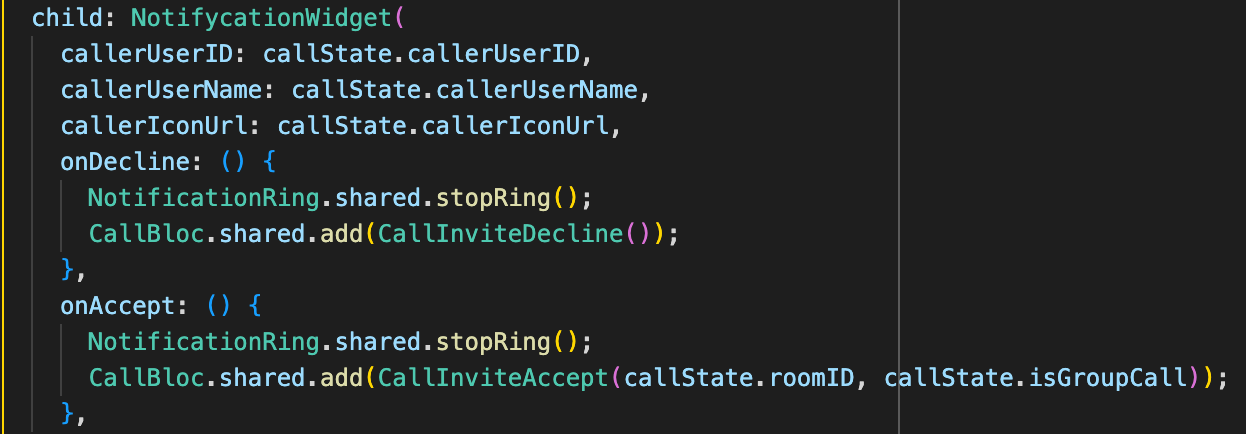 child: NotifycationWidget(
callerUserID: callState.callerUserID,
callerUserName: callState.callerUserName,
callerIconUrl: callState.callerIconUrl,
onDecline: () {
NotificationRing.shared.stopRing();
CallBloc.shared.add(CallInviteDecline());
},
onAccept: () {
NotificationRing.shared.stopRing();
CallBloc.shared.add(CallInviteAccept(callState.roomID, callState.isGroupCall));
},